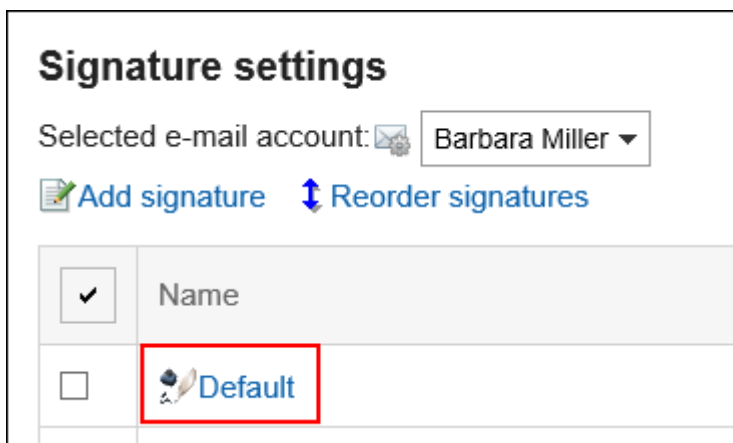 Signature settings
Selected e-mail account: Barbara Miller
Add signature Reorder signatures
Name
Default